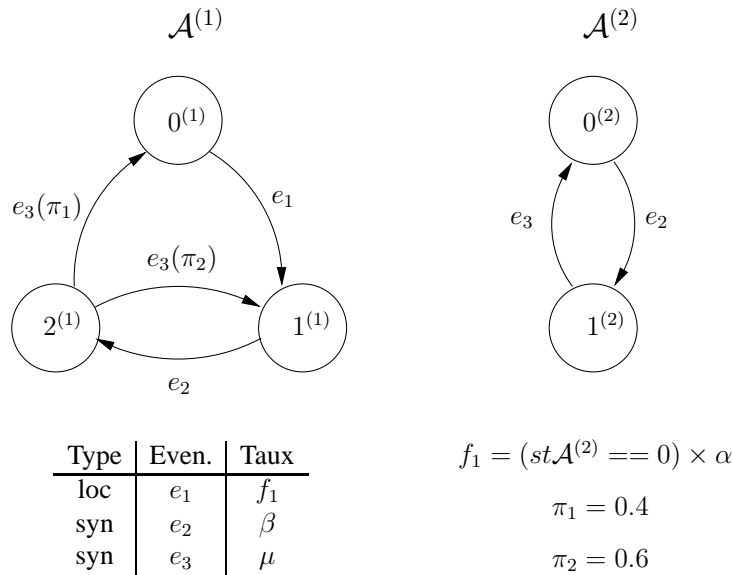 𝒜⁽¹⁾ 𝒜⁽²⁾
0⁽¹⁾ 0⁽²⁾
e₃(π₁) e₁
e₃(π₂) e₃ e₂
2⁽¹⁾ 1⁽¹⁾ 1⁽²⁾
e₂
Type Even. Taux
loc e₁ f₁
syn e₂ β
syn e₃ μ
f₁ = (st𝒜⁽²⁾ == 0) × α
π₁ = 0.4
π₂ = 0.6